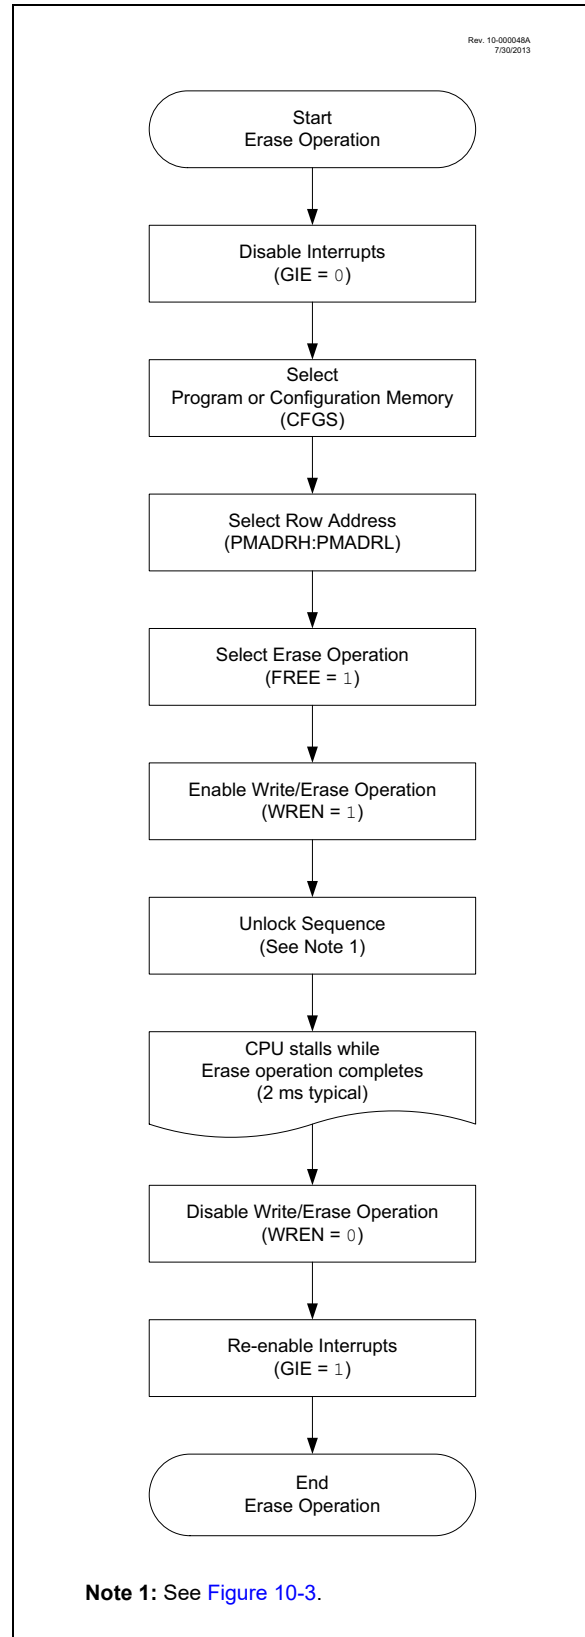 Rev. 10-000048A
7/30/2013
Start
Erase Operation
Disable Interrupts
(GIE = 0)
Select
Program or Configuration Memory
(CFGS)
Select Row Address
(PMADRH:PMADRL)
Select Erase Operation
(FREE = 1)
Enable Write/Erase Operation
(WREN = 1)
Unlock Sequence
(See Note 1)
CPU stalls while
Erase operation completes
(2 ms typical)
Disable Write/Erase Operation
(WREN = 0)
Re-enable Interrupts
(GIE = 1)
End
Erase Operation
Note 1: See Figure 10-3.